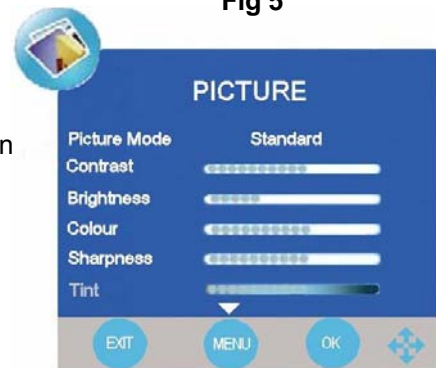 Fig 5
PICTURE
n
Picture Mode Standard
Contrast
Brightness
Colour
Sharpness
Tint
EXIT MENU OK